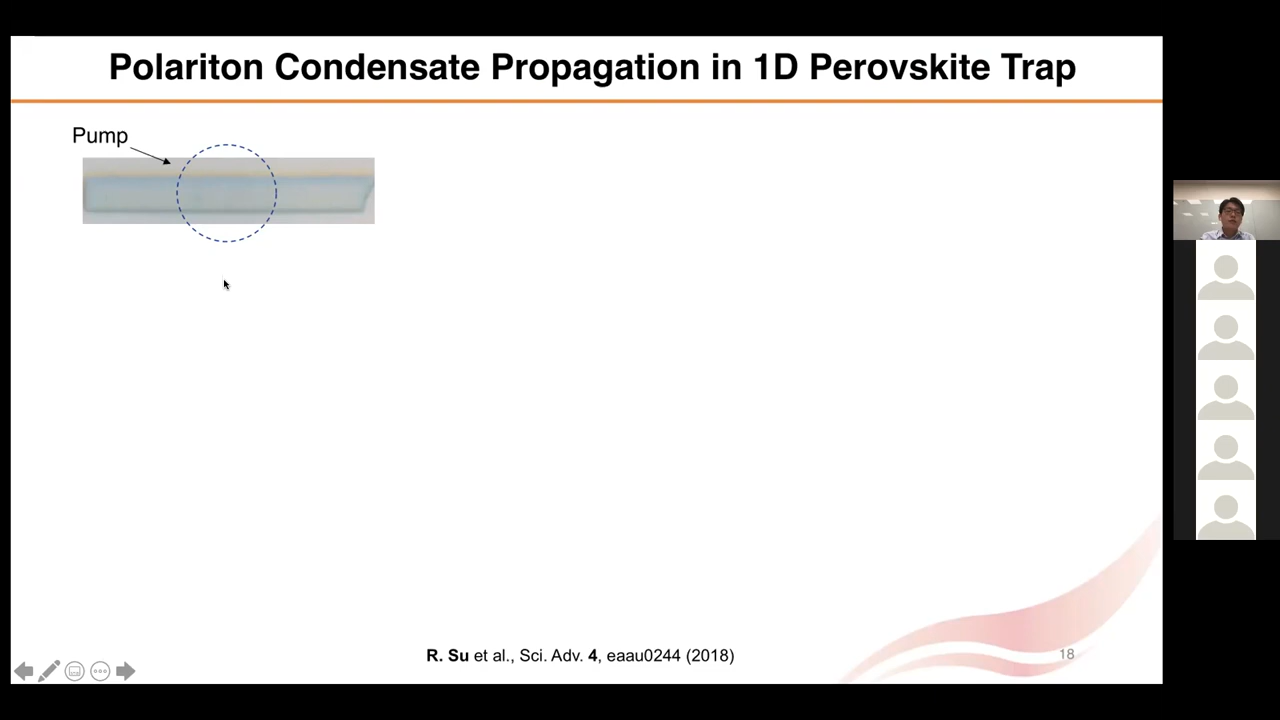 Polariton Condensate Propagation in 1D Perovskite Trap
Pump
R. Su et al., Sci. Adv. 4, eaau0244 (2018)
18